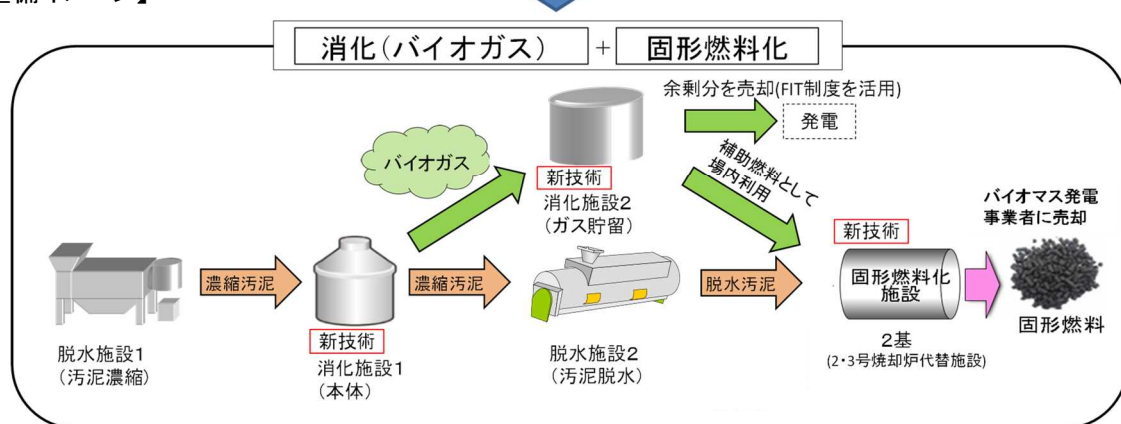 消化(バイオガス)
+
固形燃料化
余剰分を売却(FIT制度を活用)
発電
バイオガス
新技術
消化施設2
(ガス貯留)
補助燃料として
場内利用
バイオマス発電
事業者に売却
新技術
濃縮汚泥
濃縮汚泥
脱水汚泥
固形燃料化
施設
固形燃料
脱水施設1
(汚泥濃縮)
新技術
消化施設1
(本体)
脱水施設2
(汚泥脱水)
2基
(2・3号焼却炉代替施設)